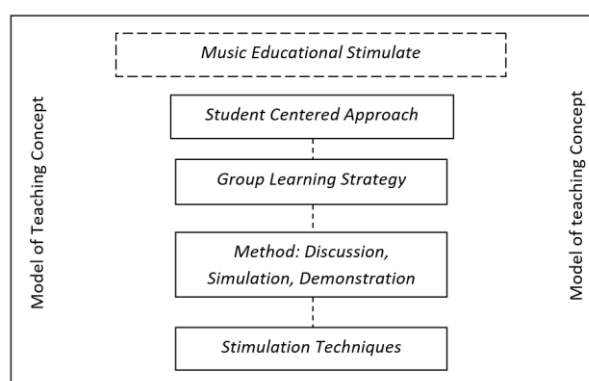 Music Educational Stimulate
Model of Teaching Concept
Student Centered Approach
Group Learning Strategy
Method: Discussion,
Simulation, Demonstration
Stimulation Techniques
Model of teaching Concept